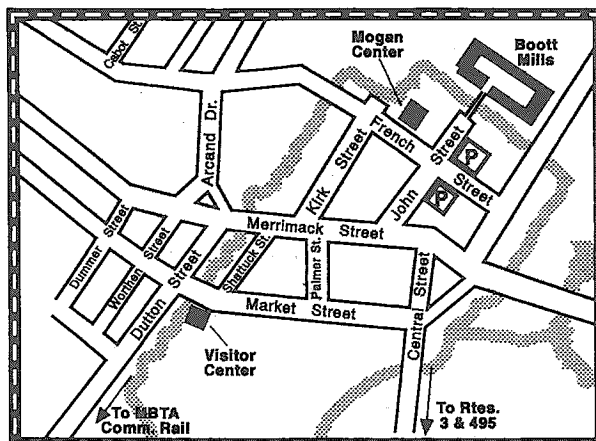 Cabot St.
Mogan
Center
Boott
Mills
Arcand Dr.
French
Street
Kirk Street
John Street
P
P
Merrimack Street
Dummer Street
Worthen Street
Dutton Street
Shattuck St.
Palmer St.
Central Street
Market Street
Visitor
Center
To MBTA
Comm. Rail
To Rtes.
3 & 495